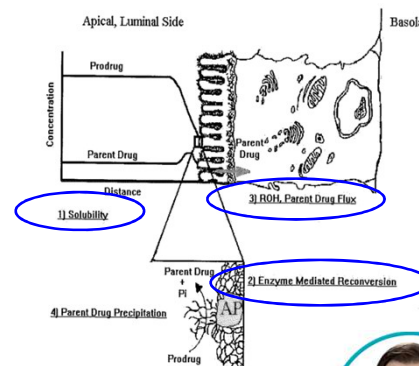 Apical, Luminal Side
Basola
Prodrug
Concentration
Parent Drug
Parent
Drug
Distance
1) Solubility
3) ROH, Parent Drug Flux
Parent Drug
+
Pi
AP
2) Enzyme Mediated Reconversion
4) Parent Drug Precipitation
Prodrug